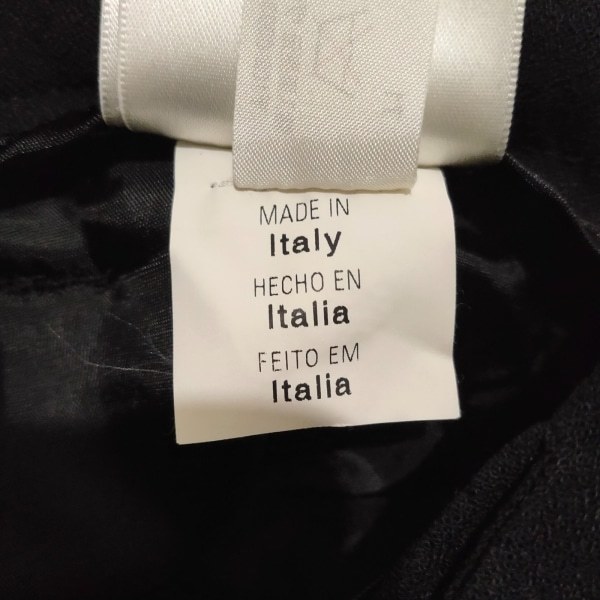 MADE IN
Italy
HECHO EN
Italia
FEITO EM
Italia